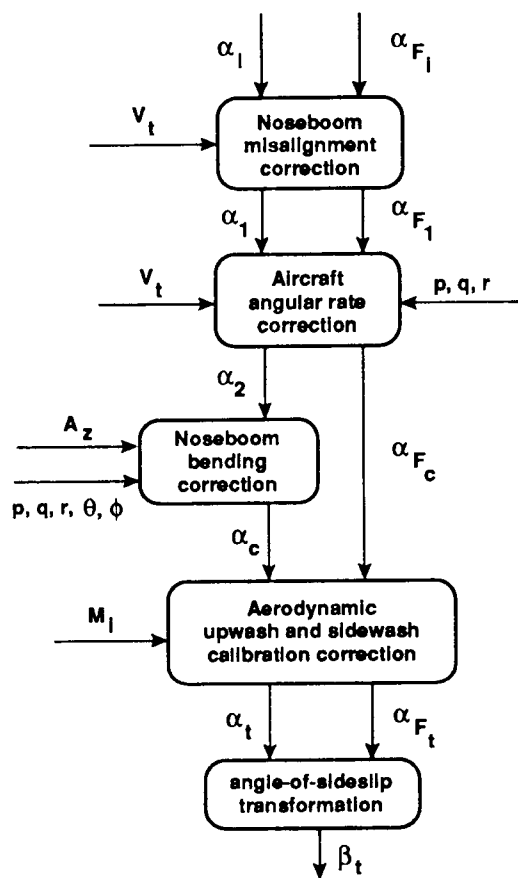 α_i α_F_i
V_t
Noseboom
misalignment
correction
α_1 α_F_1
V_t
Aircraft
angular rate
correction
p, q, r
α_2
A_z
Noseboom
bending
correction
α_F_c
p, q, r, θ, ϕ
α_c
M_i
Aerodynamic
upwash and sidewash
calibration correction
α_t α_F_t
angle-of-sideslip
transformation
β_t